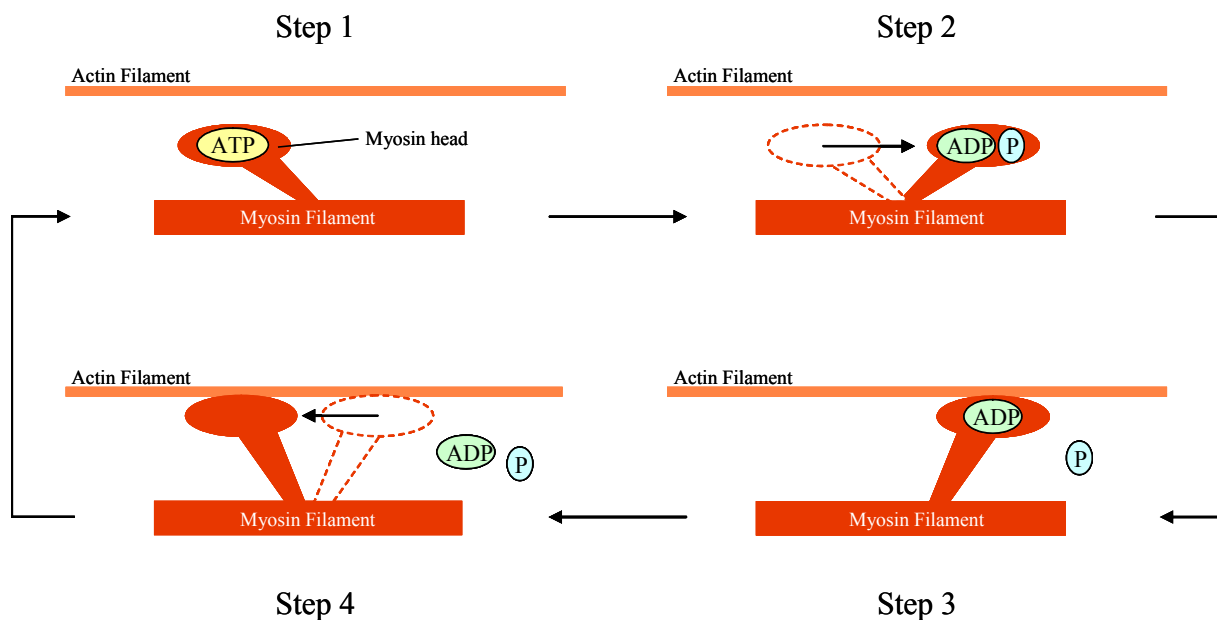 Step 1
Step 2
Actin Filament
Actin Filament
ATP
Myosin head
ADP P
Myosin Filament
Myosin Filament
Actin Filament
Actin Filament
ADP P
ADP
P
Myosin Filament
Myosin Filament
Step 4
Step 3